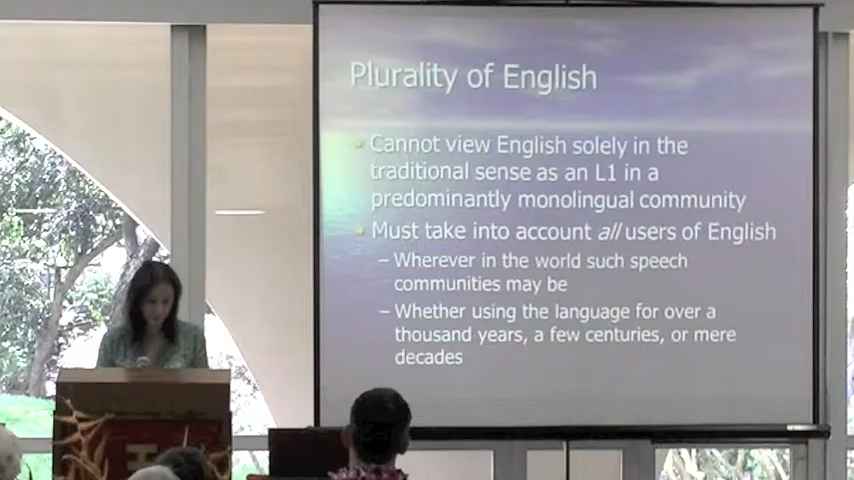 Plurality of English
Cannot view English solely in the
traditional sense as an L1 in a
predominantly monolingual community
Must take into account all users of English
– Wherever in the world such speech
communities may be
– Whether using the language for over a
thousand years, a few centuries, or mere
decades
H